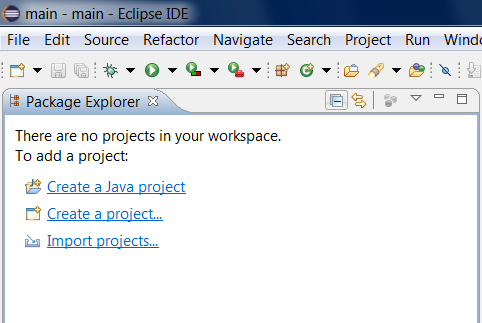 main - main - Eclipse IDE
File Edit Source Refactor Navigate Search Project Run Windo
Package Explorer
There are no projects in your workspace.
To add a project:
Create a Java project
Create a project...
Import projects...